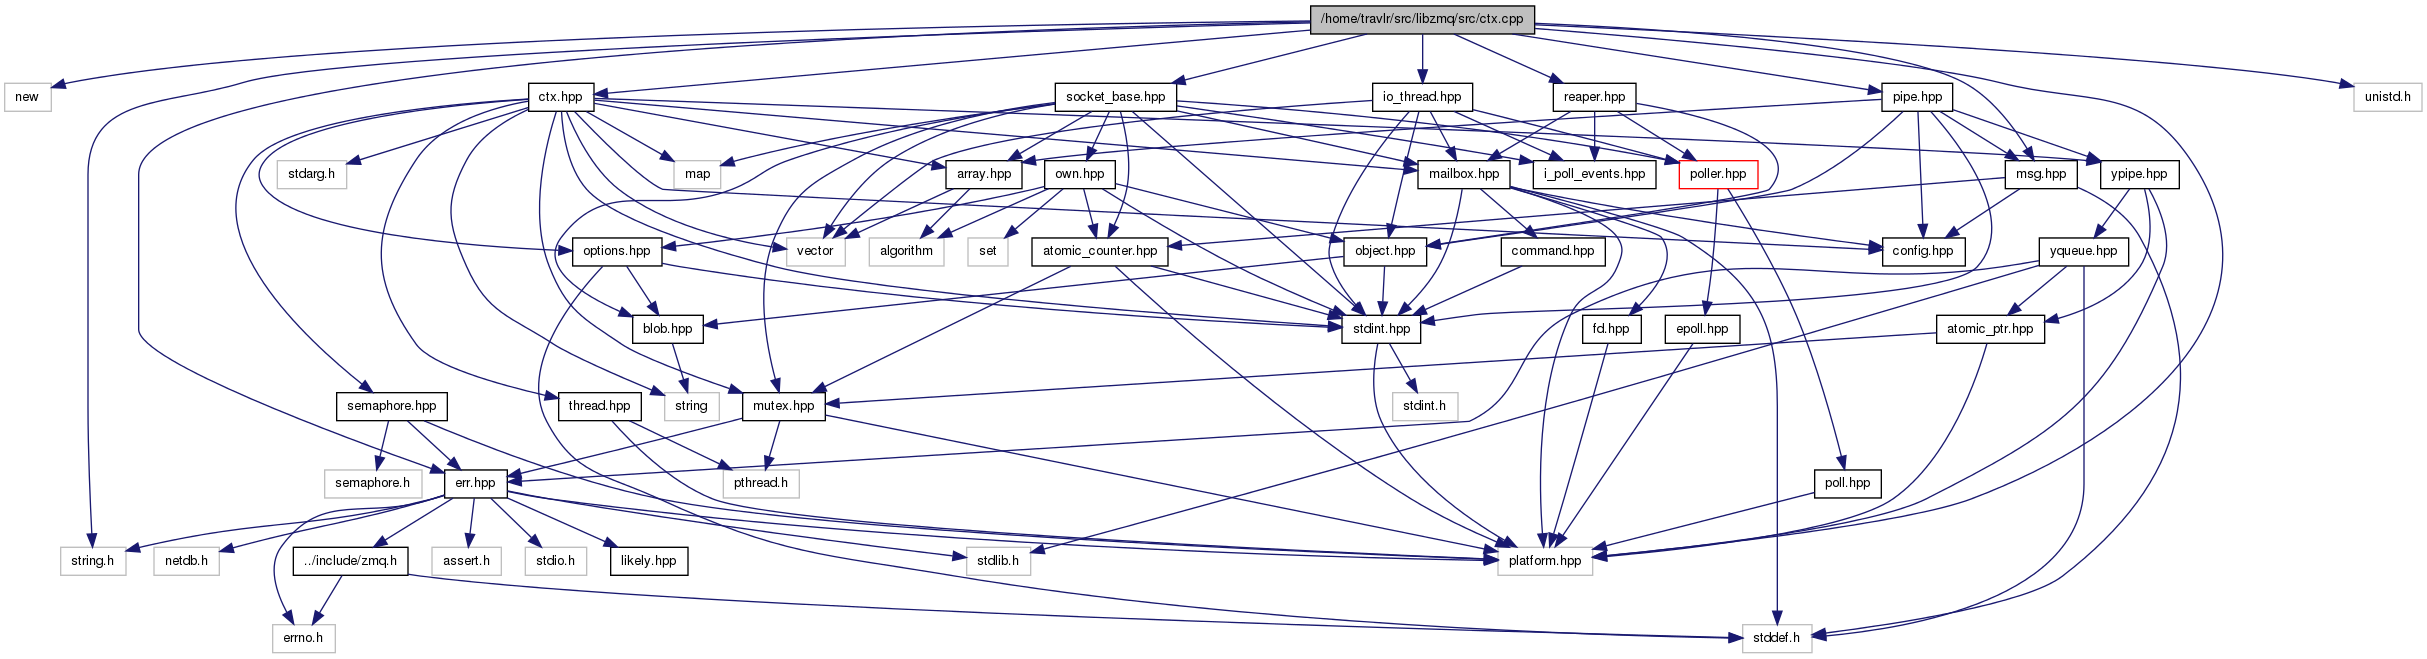 /home/travlr/src/libzmq/src/ctx.cpp
new
ctx.hpp
socket_base.hpp
io_thread.hpp
reaper.hpp
pipe.hpp
unistd.h
stdarg.h
map
array.hpp
own.hpp
mailbox.hpp
i_poll_events.hpp
poller.hpp
msg.hpp
ypipe.hpp
options.hpp
vector
algorithm
set
atomic_counter.hpp
object.hpp
command.hpp
config.hpp
yqueue.hpp
blob.hpp
stdint.hpp
fd.hpp
epoll.hpp
atomic_ptr.hpp
semaphore.hpp
thread.hpp
string
mutex.hpp
stdint.h
semaphore.h
err.hpp
pthread.h
poll.hpp
string.h
netdb.h
../include/zmq.h
assert.h
stdio.h
likely.hpp
stdlib.h
platform.hpp
errno.h
stddef.h